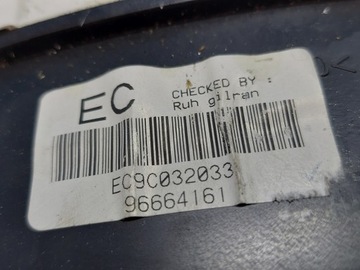 EC
CHECKED BY :
Ruh gilran
EC9C032033
96664161